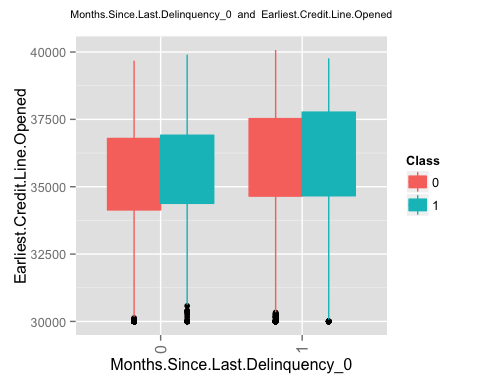 Months.Since.Last.Delinquency_0 and Earliest.Credit.Line.Opened
Earliest.Credit.Line.Opened
40000
37500
35000
32500
30000
0
1
Months.Since.Last.Delinquency_0
Class
0
1